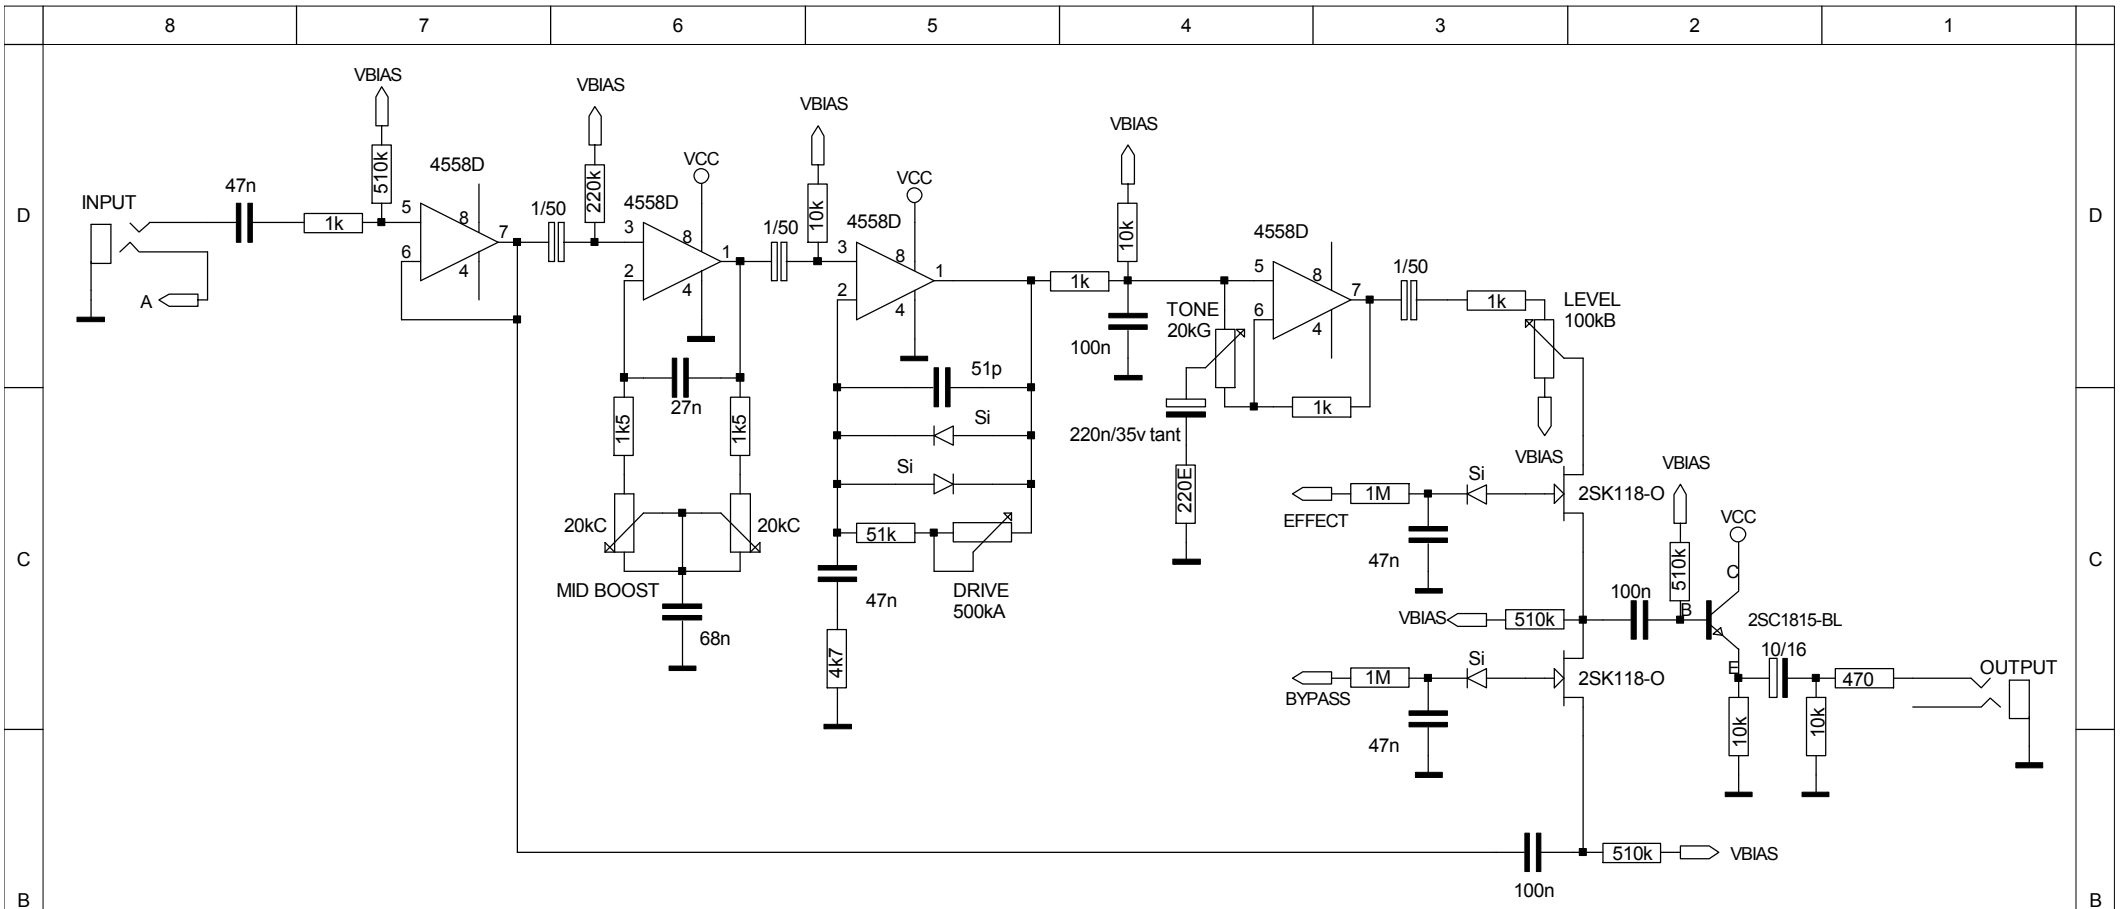 8 7 6 5 4 3 2 1
D
D
C
C
B
B
INPUT
A
47n
1k
VBIAS
510k
4558D
5
6
8
4
7
1/50
VBIAS
220k
4558D
VCC
3
2
8
4
1
27n
1k5
1k5
20kC
20kC
MID BOOST
68n
1/50
VBIAS
10k
4558D
VCC
3
2
8
4
1
51p
Si
Si
51k
DRIVE
500kA
47n
4k7
1k
VBIAS
10k
100n
TONE
20kG
220n/35v tant
220E
4558D
5
6
8
4
7
1k
1/50
1k
LEVEL
100kB
VBIAS
EFFECT
1M
Si
47n
2SK118-O
VBIAS
510k
BYPASS
1M
Si
47n
2SK118-O
100n
VBIAS
510k
VCC
C
B
E
2SC1815-BL
10/16
10k
10k
470
OUTPUT
100n
510k
VBIAS